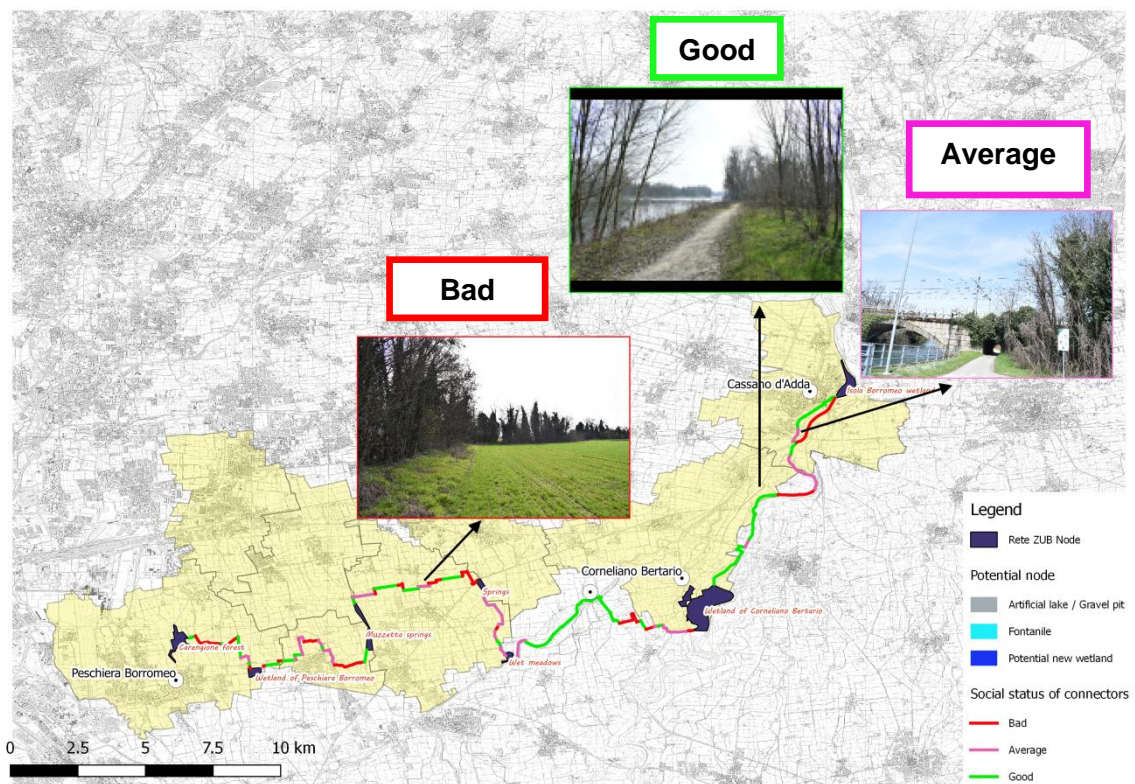 Good
Average
Bad
Cassano d'Adda
Isola Borromeo wetland
Corneliano Bertario
Springs
Wetland of Corneliano Bertario
Muzzetta springs
Carengione forest
Wet meadows
Peschiera Borromeo
Wetland of Peschiera Borromeo
0 2.5 5 7.5 10 km
Legend
Rete ZUB Node
Potential node
Artificial lake / Gravel pit
Fontanile
Potential new wetland
Social status of connectors
Bad
Average
Good